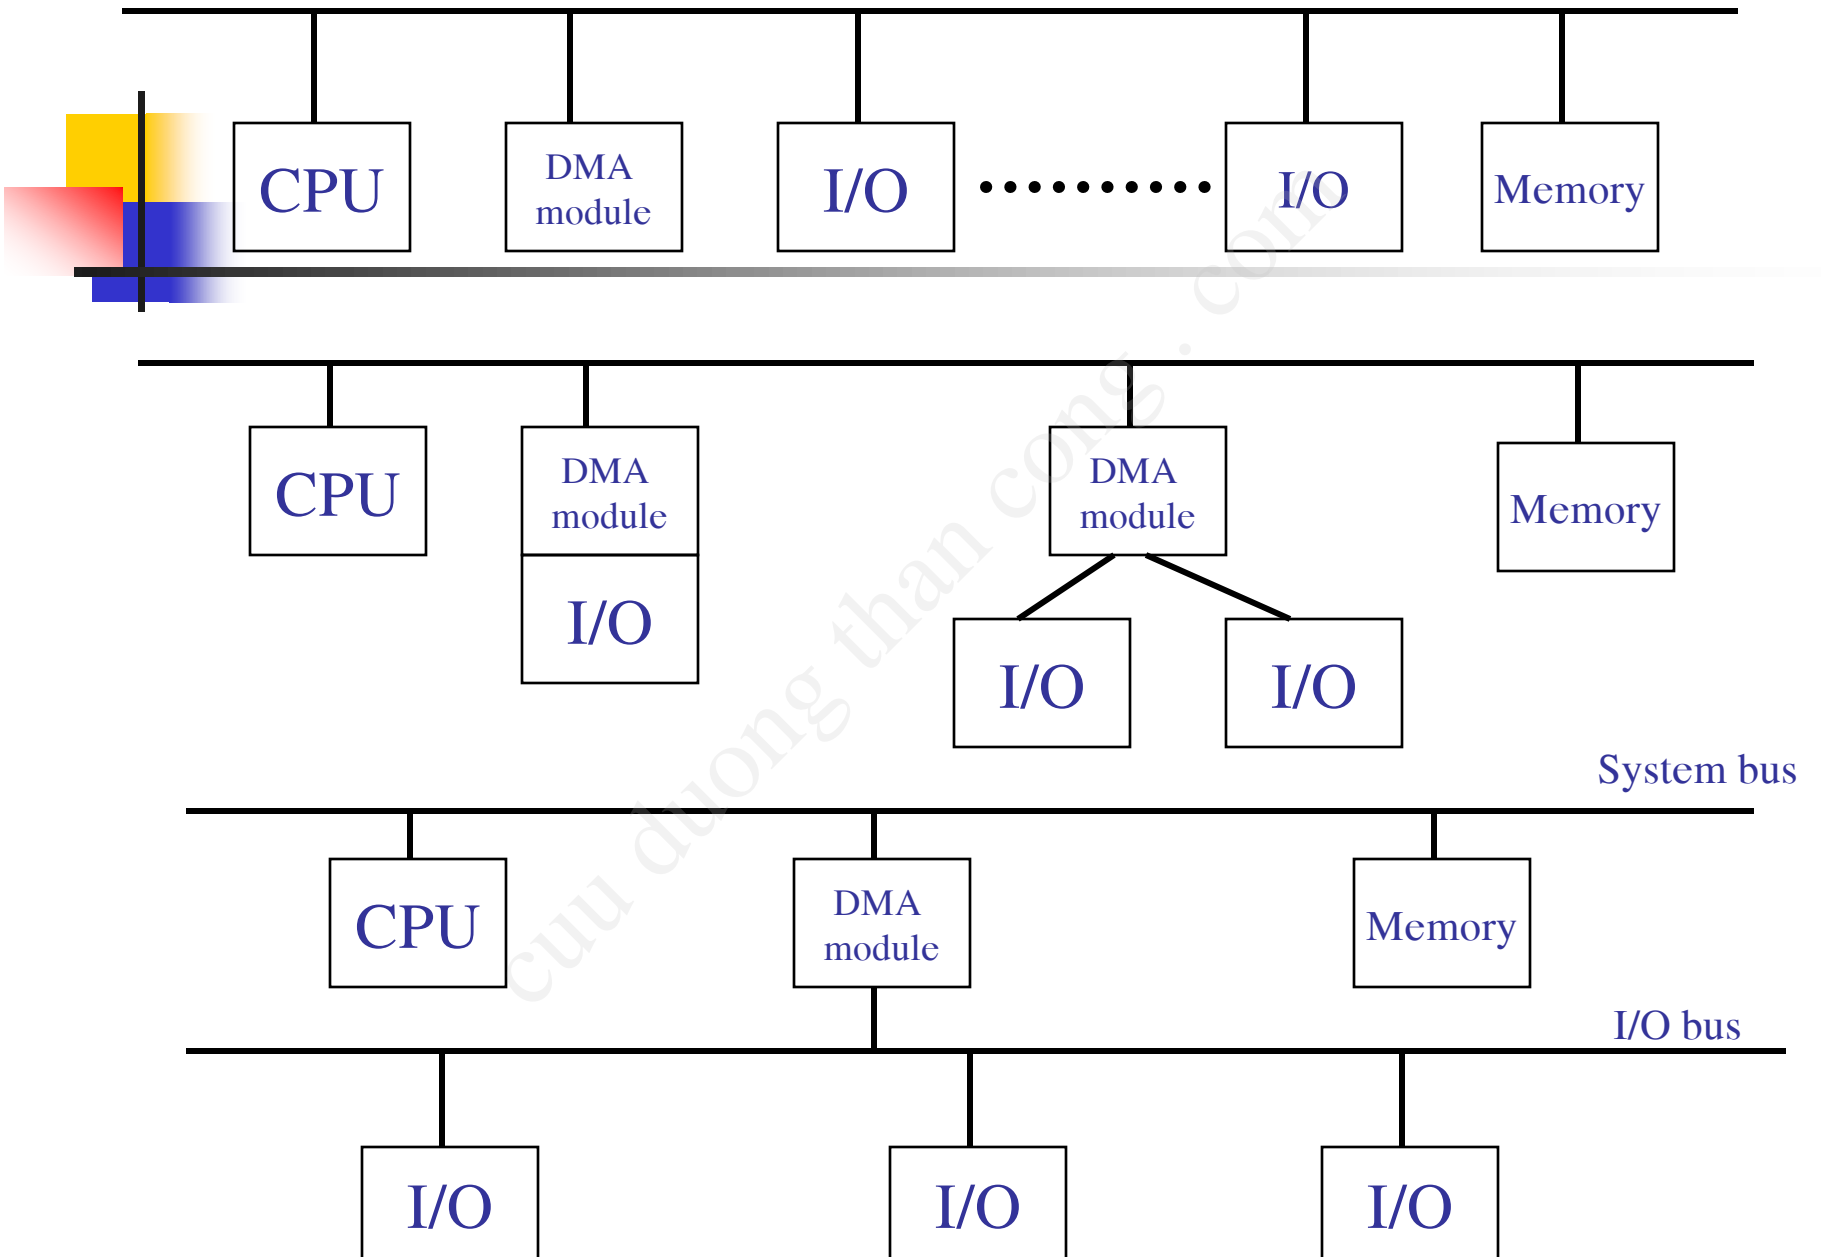 CPU
DMA
module
I/O
I/O
Memory
CPU
DMA
module
I/O
DMA
module
I/O
I/O
Memory
System bus
CPU
DMA
module
Memory
I/O bus
I/O
I/O
I/O
cuu duong than cong . com